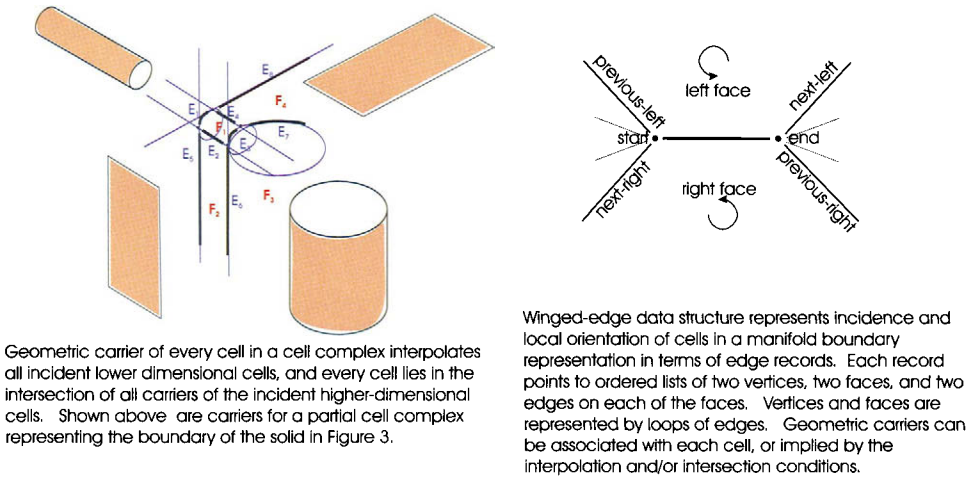 E₈
F₄
E₁
E₄
F₁
E₇
E₅
E₂
E₃
F₃
F₂
E₆
Geometric carrier of every cell in a cell complex interpolates
all incident lower dimensional cells, and every cell lies in the
intersection of all carriers of the incident higher-dimensional
cells. Shown above are carriers for a partial cell complex
representing the boundary of the solid in Figure 3.
previous-left
left face
next-left
start
end
next-right
right face
previous-right
Winged-edge data structure represents incidence and
local orientation of cells in a manifold boundary
representation in terms of edge records. Each record
points to ordered lists of two vertices, two faces, and two
edges on each of the faces. Vertices and faces are
represented by loops of edges. Geometric carriers can
be associated with each cell, or implied by the
interpolation and/or intersection conditions.